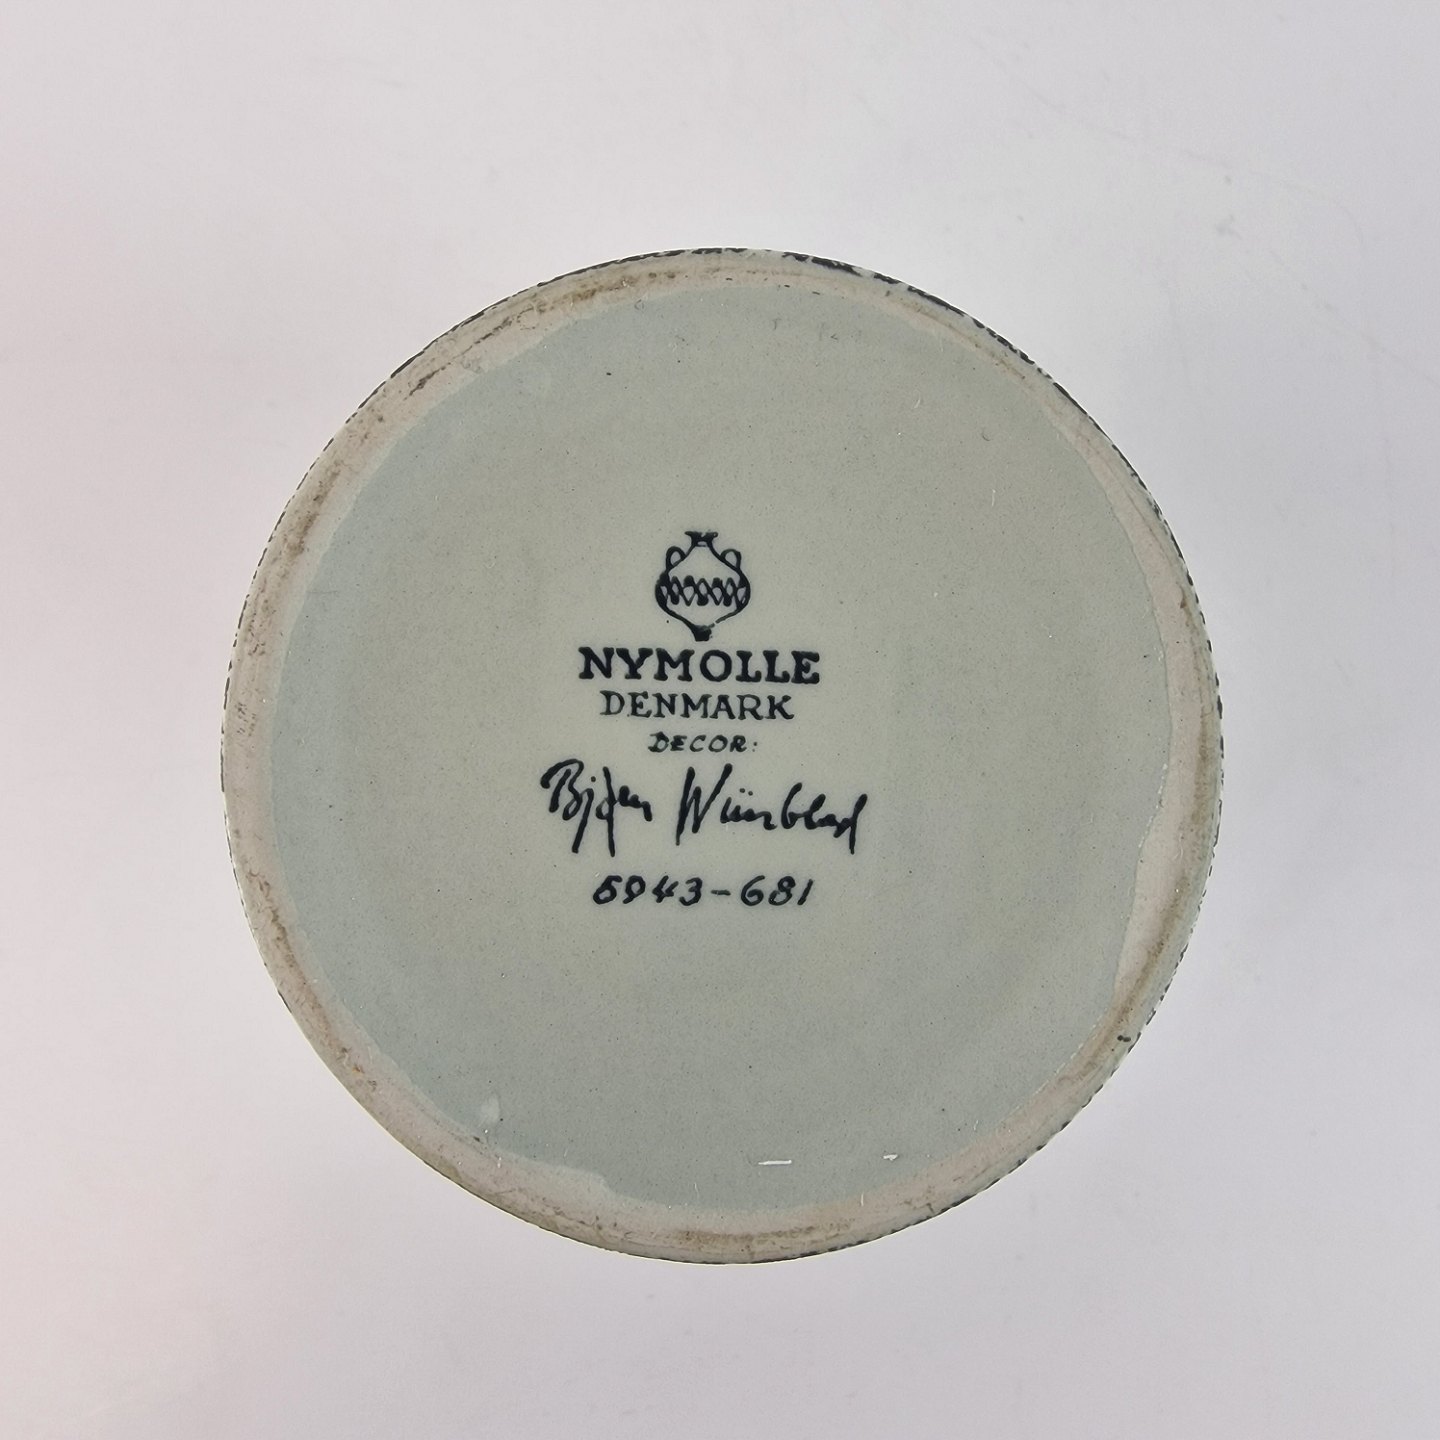 NYMOLLE
DENMARK
DECOR:
Bjørn Wiinblad
5943-681